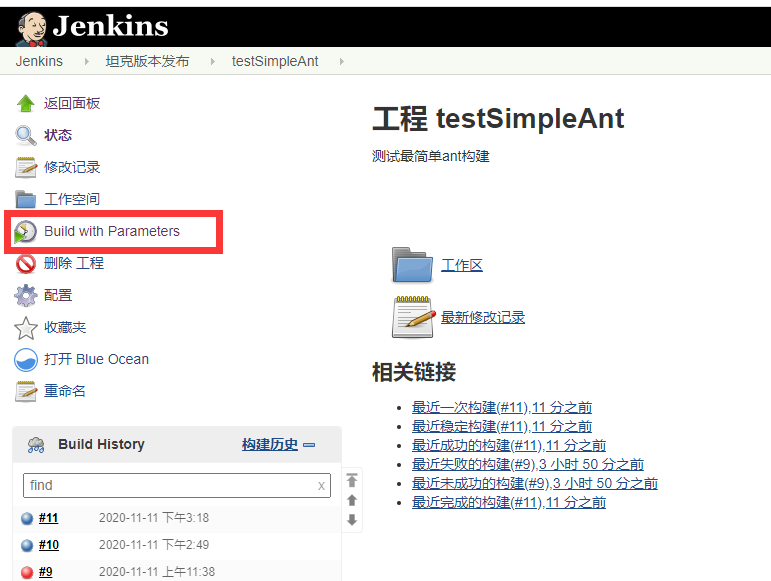 Jenkins
Jenkins 坦克版本发布 testSimpleAnt
返回面板
状态
修改记录
工作空间
Build with Parameters
删除 工程
配置
收藏夹
打开 Blue Ocean
重命名
Build History 构建历史
find x
#11 2020-11-11 下午3:18
#10 2020-11-11 下午2:49
#9 2020-11-11 上午11:38
工程 testSimpleAnt
测试最简单ant构建
工作区
最新修改记录
相关链接
最近一次构建(#11),11 分之前
最近稳定构建(#11),11 分之前
最近成功的构建(#11),11 分之前
最近失败的构建(#9),3 小时 50 分之前
最近未成功的构建(#9),3 小时 50 分之前
最近完成的构建(#11),11 分之前